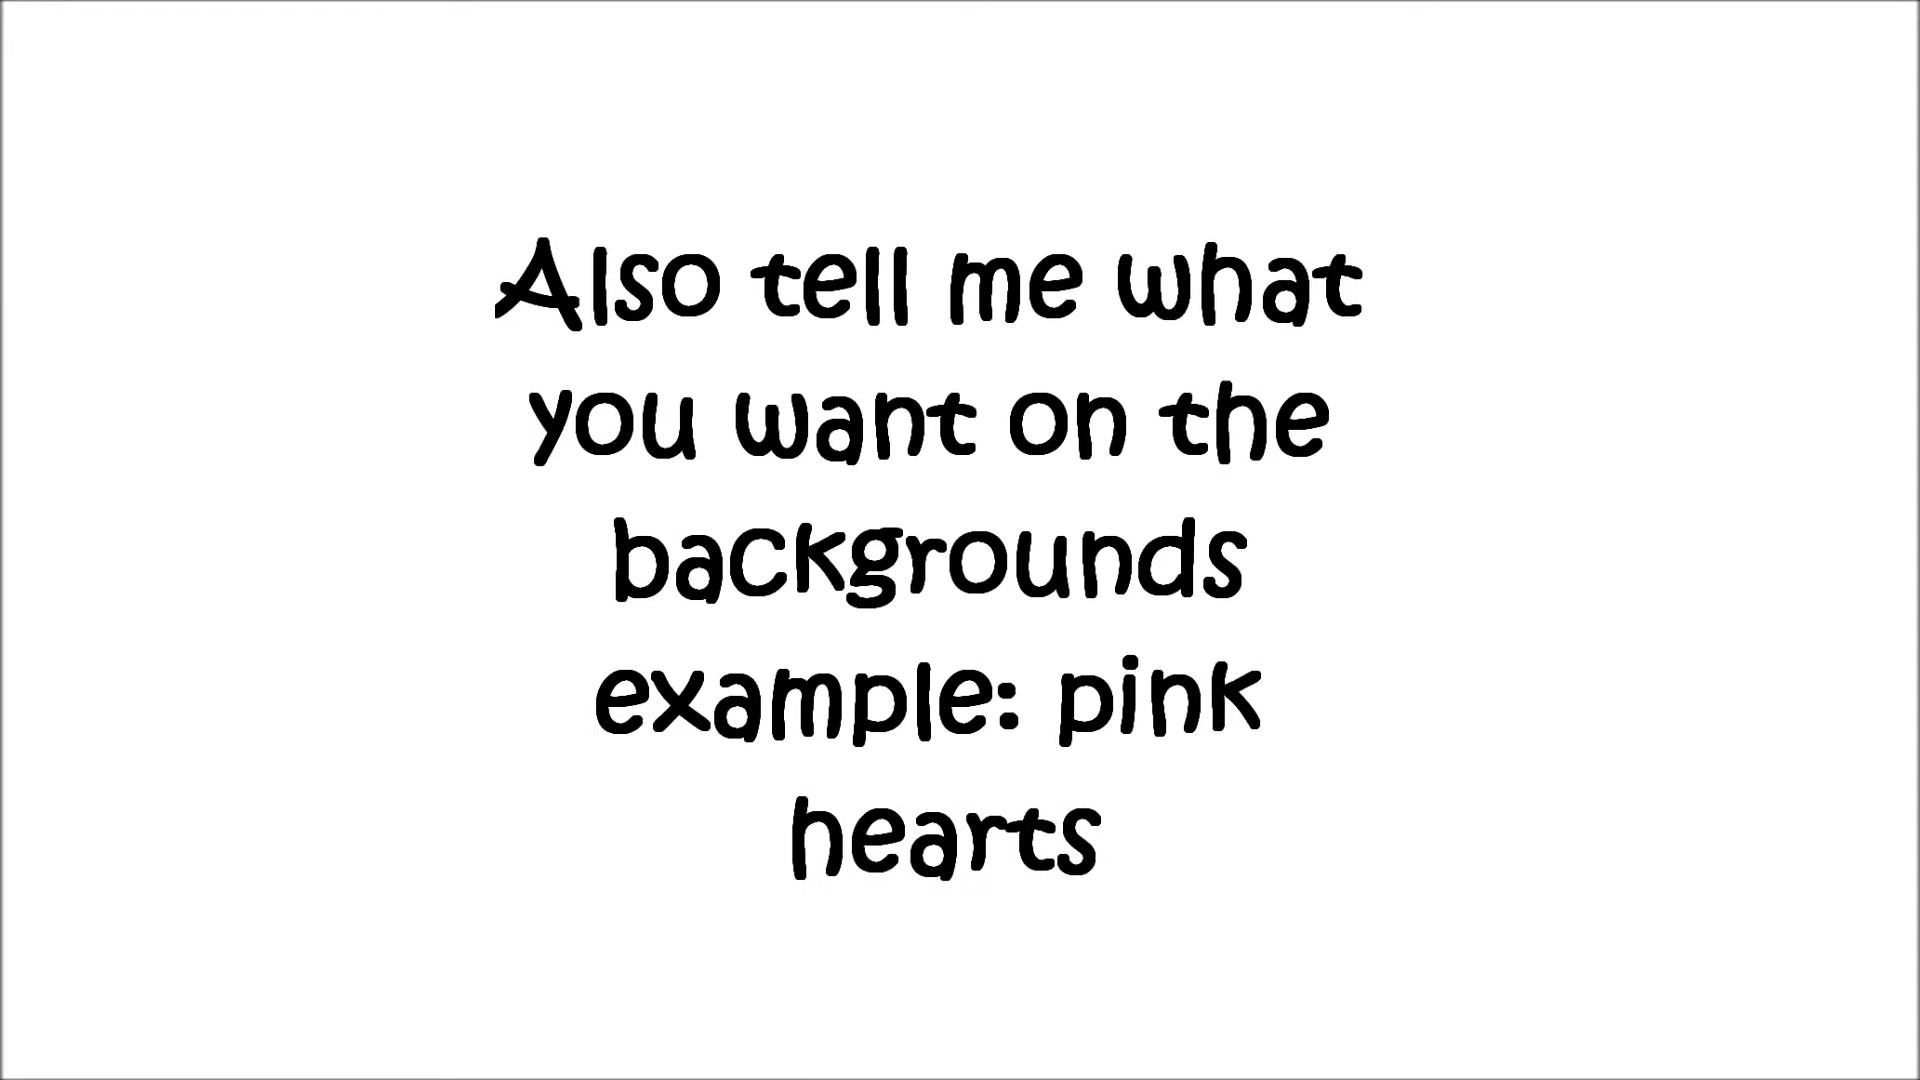 Also tell me what
you want on the
backgrounds
example: pink
hearts